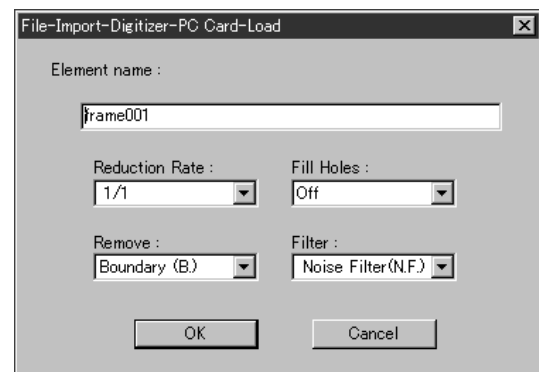 File-Import-Digitizer-PC Card-Load
Element name :
frame001
Reduction Rate :
Fill Holes :
1/1
Off
Remove :
Filter :
Boundary (B.)
Noise Filter(N.F.)
OK
Cancel